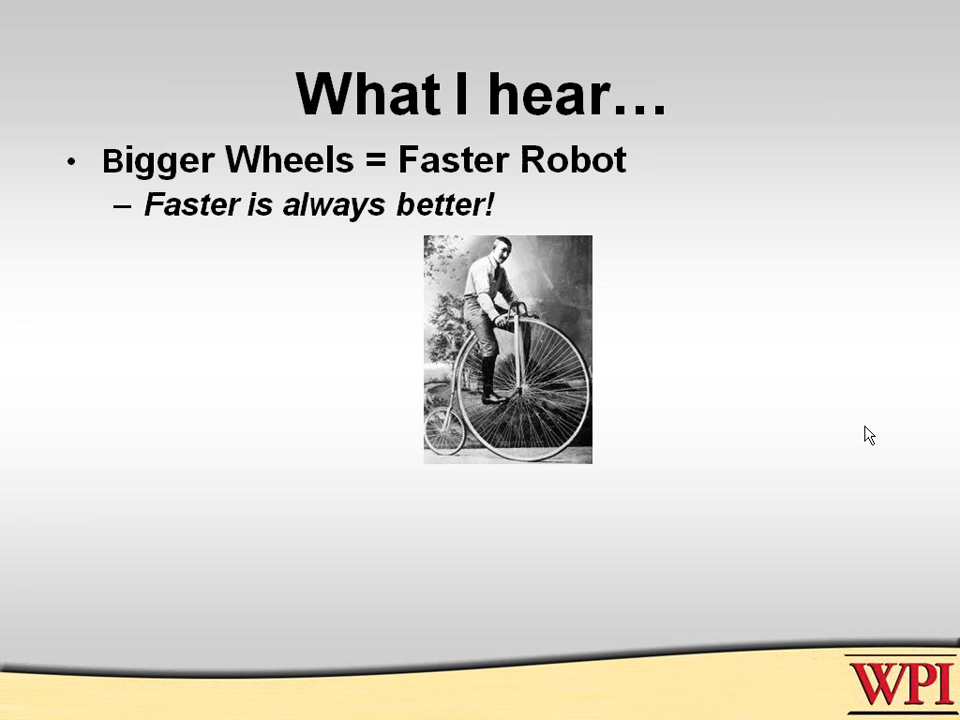 What I hear…
• Bigger Wheels = Faster Robot
– Faster is always better!
WPI